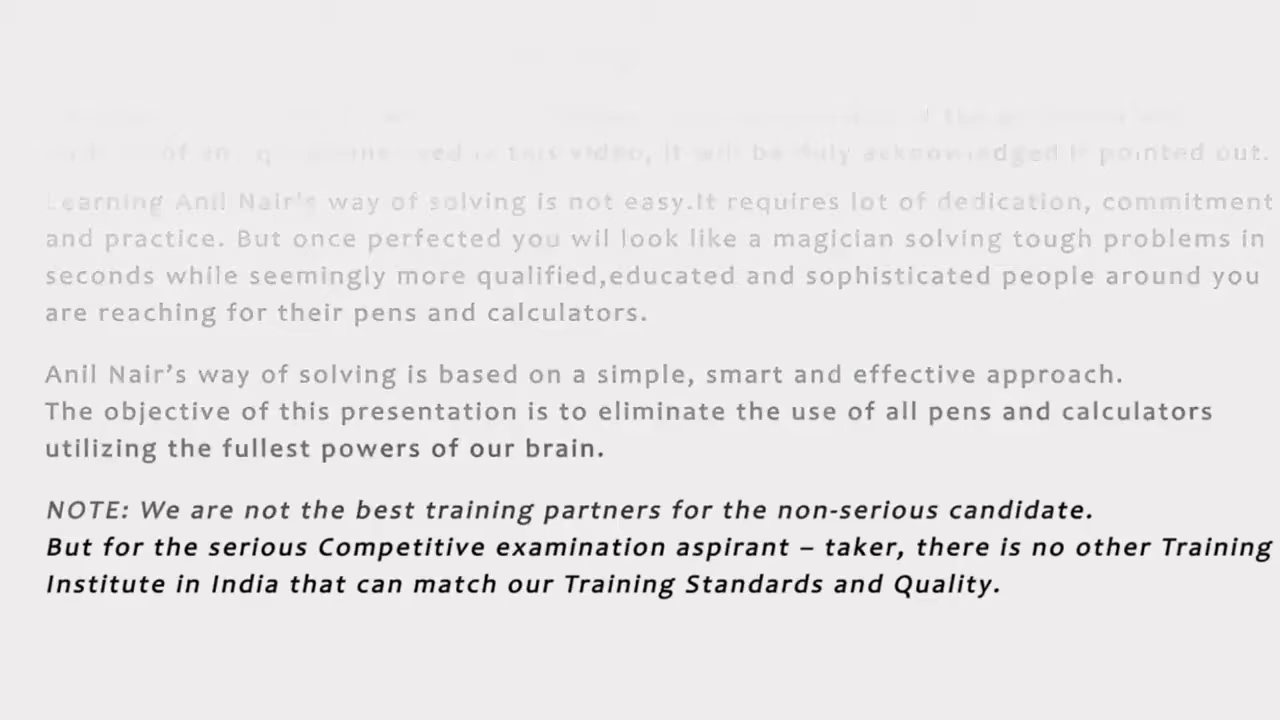 this video, it will be duly acknowledged if pointed out.
Learning Anil Nair's way of solving is not easy.It requires lot of dedication, commitment
and practice. But once perfected you wil look like a magician solving tough problems in
seconds while seemingly more qualified,educated and sophisticated people around you
are reaching for their pens and calculators.
Anil Nair’s way of solving is based on a simple, smart and effective approach.
The objective of this presentation is to eliminate the use of all pens and calculators
utilizing the fullest powers of our brain.
NOTE: We are not the best training partners for the non-serious candidate.
But for the serious Competitive examination aspirant – taker, there is no other Training
Institute in India that can match our Training Standards and Quality.